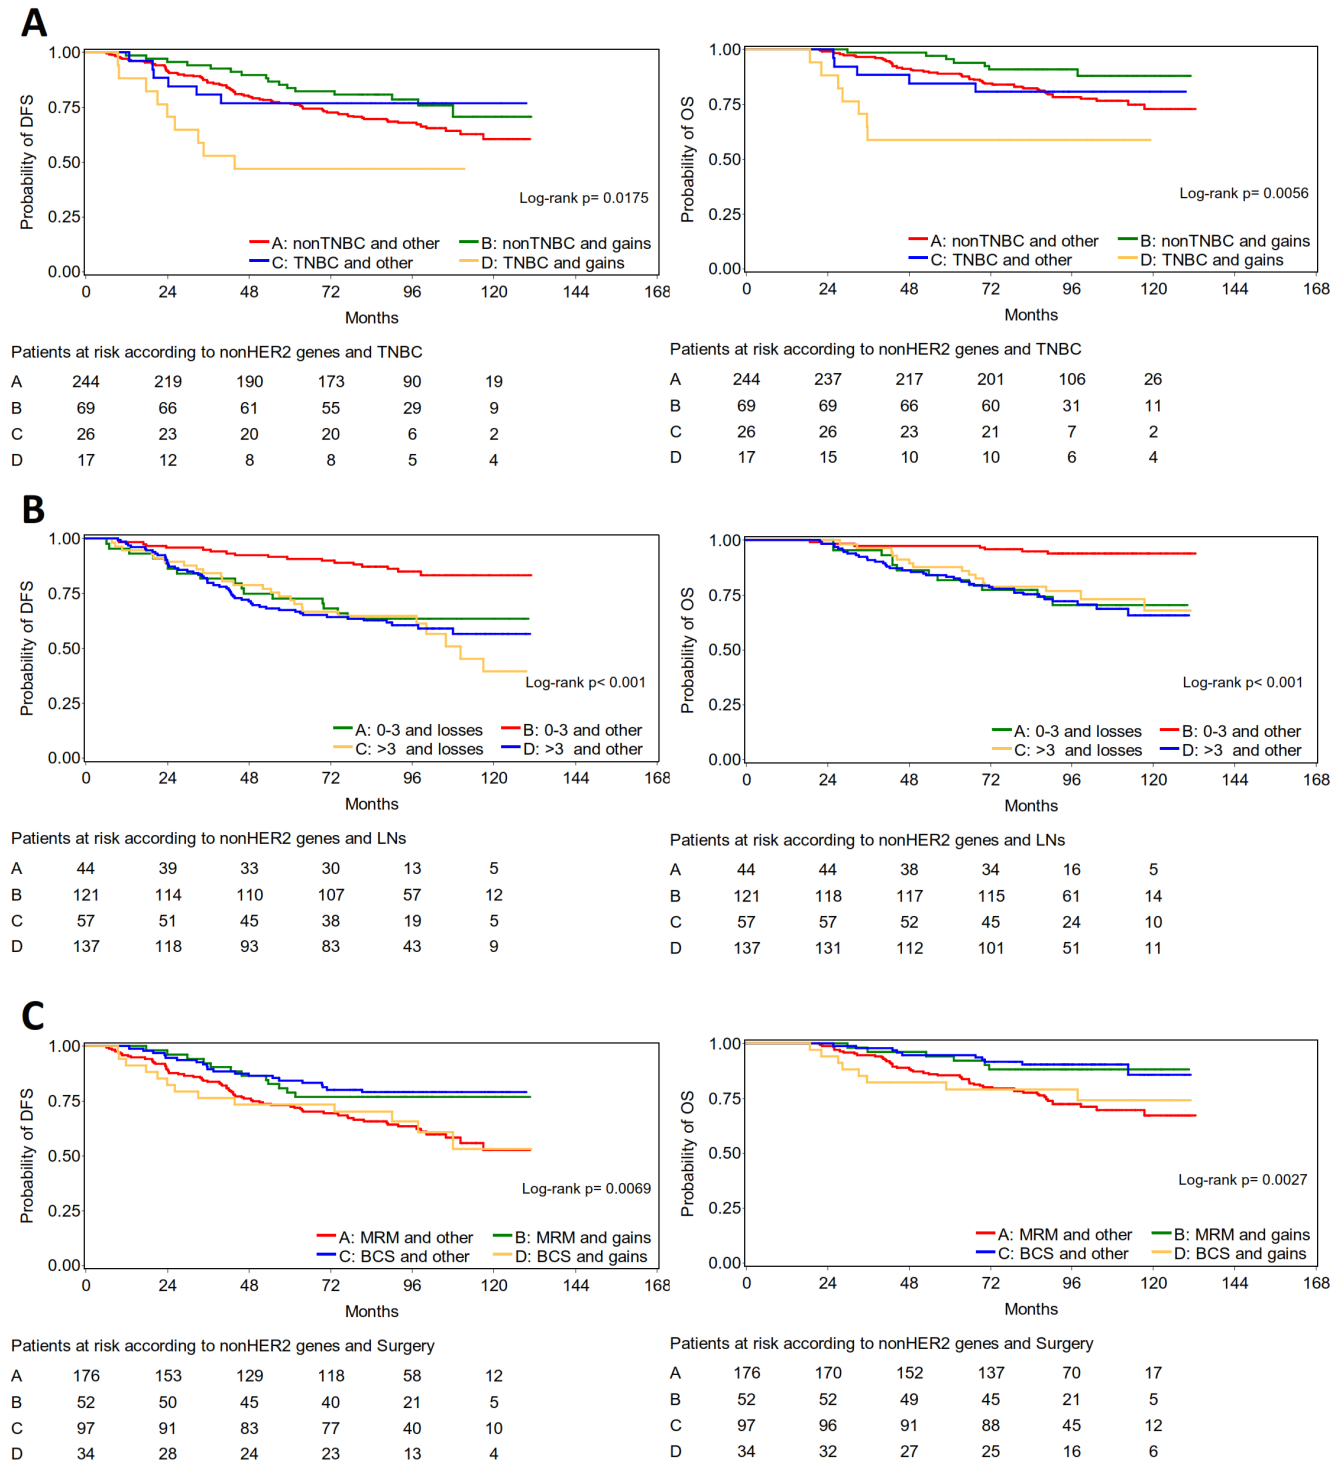 A
1.00
0.75
0.50
0.25
0.00
Probability of DFS
Log-rank p= 0.0175
A: nonTNBC and other B: nonTNBC and gains
C: TNBC and other D: TNBC and gains
0 24 48 72 96 120 144 168
Months
Patients at risk according to nonHER2 genes and TNBC
A 244 219 190 173 90 19
B 69 66 61 55 29 9
C 26 23 20 20 6 2
D 17 12 8 8 5 4
1.00
0.75
0.50
0.25
0.00
Probability of OS
Log-rank p= 0.0056
A: nonTNBC and other B: nonTNBC and gains
C: TNBC and other D: TNBC and gains
0 24 48 72 96 120 144 168
Months
Patients at risk according to nonHER2 genes and TNBC
A 244 237 217 201 106 26
B 69 69 66 60 31 11
C 26 26 23 21 7 2
D 17 15 10 10 6 4
B
1.00
0.75
0.50
0.25
0.00
Probability of DFS
Log-rank p< 0.001
A: 0-3 and losses B: 0-3 and other
C: >3 and losses D: >3 and other
0 24 48 72 96 120 144 168
Months
Patients at risk according to nonHER2 genes and LNs
A 44 39 33 30 13 5
B 121 114 110 107 57 12
C 57 51 45 38 19 5
D 137 118 93 83 43 9
1.00
0.75
0.50
0.25
0.00
Probability of OS
Log-rank p< 0.001
A: 0-3 and losses B: 0-3 and other
C: >3 and losses D: >3 and other
0 24 48 72 96 120 144 168
Months
Patients at risk according to nonHER2 genes and LNs
A 44 44 38 34 16 5
B 121 118 117 115 61 14
C 57 57 52 45 24 10
D 137 131 112 101 51 11
C
1.00
0.75
0.50
0.25
0.00
Probability of DFS
Log-rank p= 0.0069
A: MRM and other B: MRM and gains
C: BCS and other D: BCS and gains
0 24 48 72 96 120 144 168
Months
Patients at risk according to nonHER2 genes and Surgery
A 176 153 129 118 58 12
B 52 50 45 40 21 5
C 97 91 83 77 40 10
D 34 28 24 23 13 4
1.00
0.75
0.50
0.25
0.00
Probability of OS
Log-rank p= 0.0027
A: MRM and other B: MRM and gains
C: BCS and other D: BCS and gains
0 24 48 72 96 120 144 168
Months
Patients at risk according to nonHER2 genes and Surgery
A 176 170 152 137 70 17
B 52 52 49 45 21 5
C 97 96 91 88 45 12
D 34 32 27 25 16 6